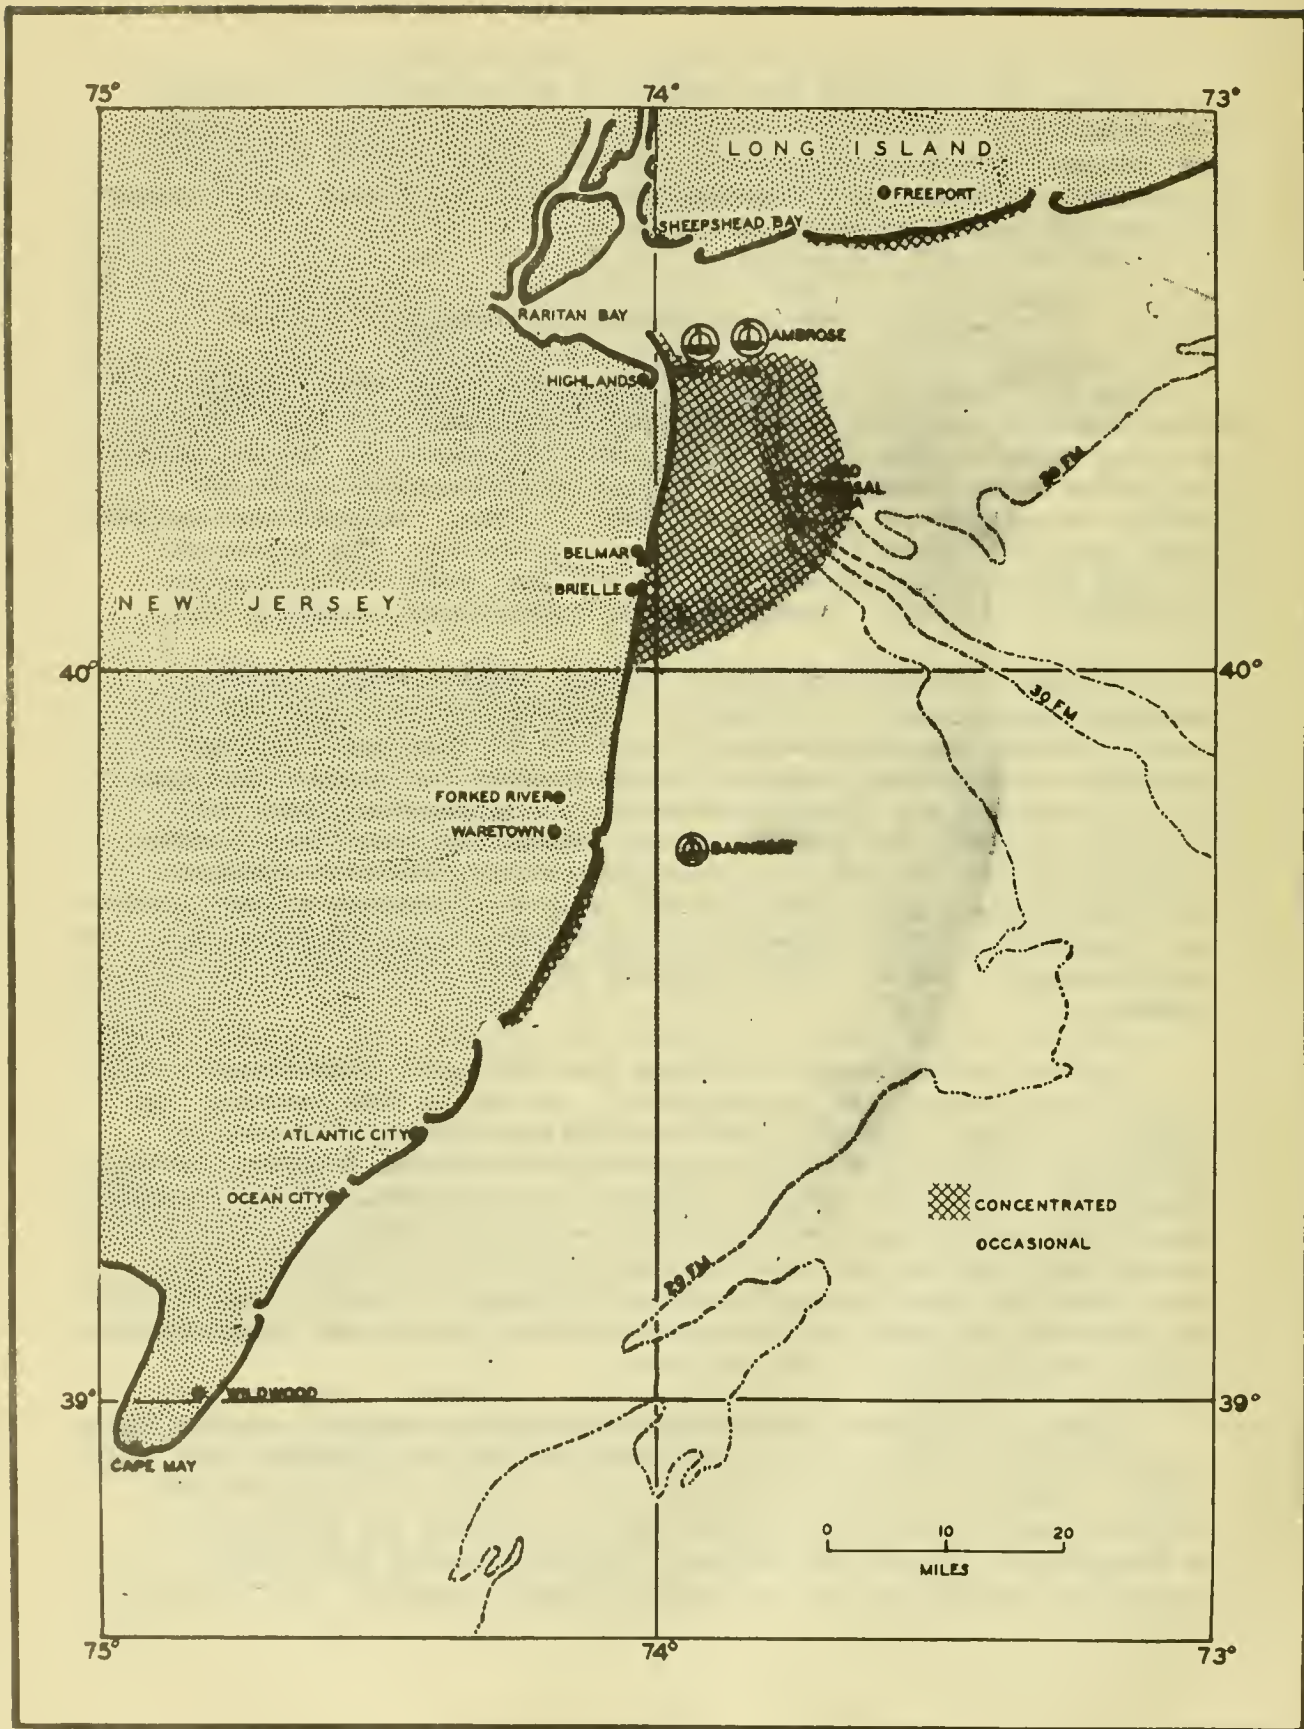 75°
74°
73°
LONG ISLAND
FREEPORT
SHEEPSHEAD BAY
RARITAN BAY
AMBROSE
HIGHLANDS
BELMAR
BRIELLE
NEW JERSEY
40°
40°
30 FM
FORKED RIVER
WARETOWN
ATLANTIC CITY
OCEAN CITY
CONCENTRATED
OCCASIONAL
39°
WILDWOOD
39°
CAPE MAY
0 10 20
MILES
75°
74°
73°